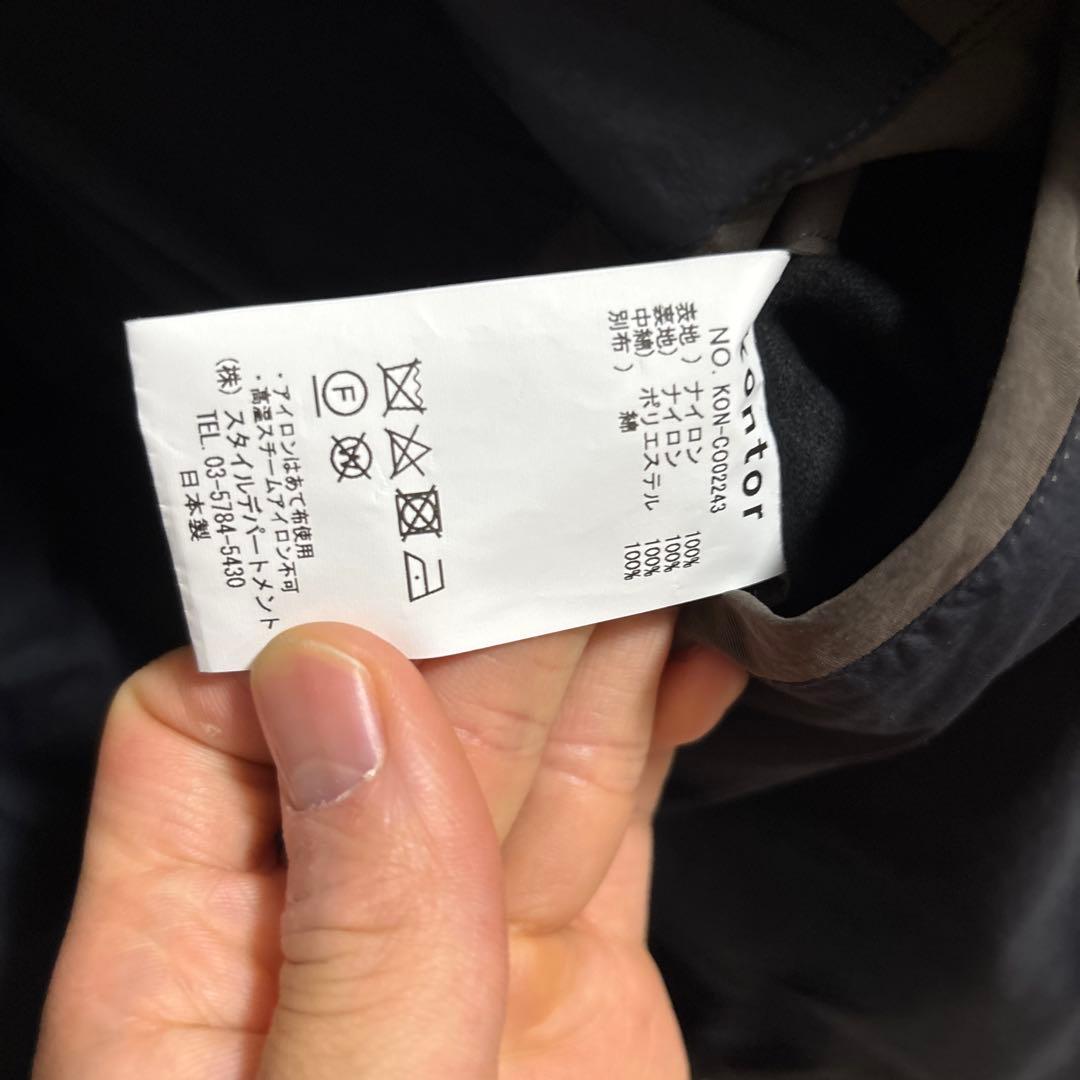 kontor
NO. KON-CO02243
表地) ナイロン 100%
裏地) ナイロン 100%
中綿) ポリエステル 100%
別布) 綿 100%
F W
・アイロンはあて布使用
・高温スチームアイロン不可
(株) スタイルデパートメント
TEL. 03-5784-5430
日本製